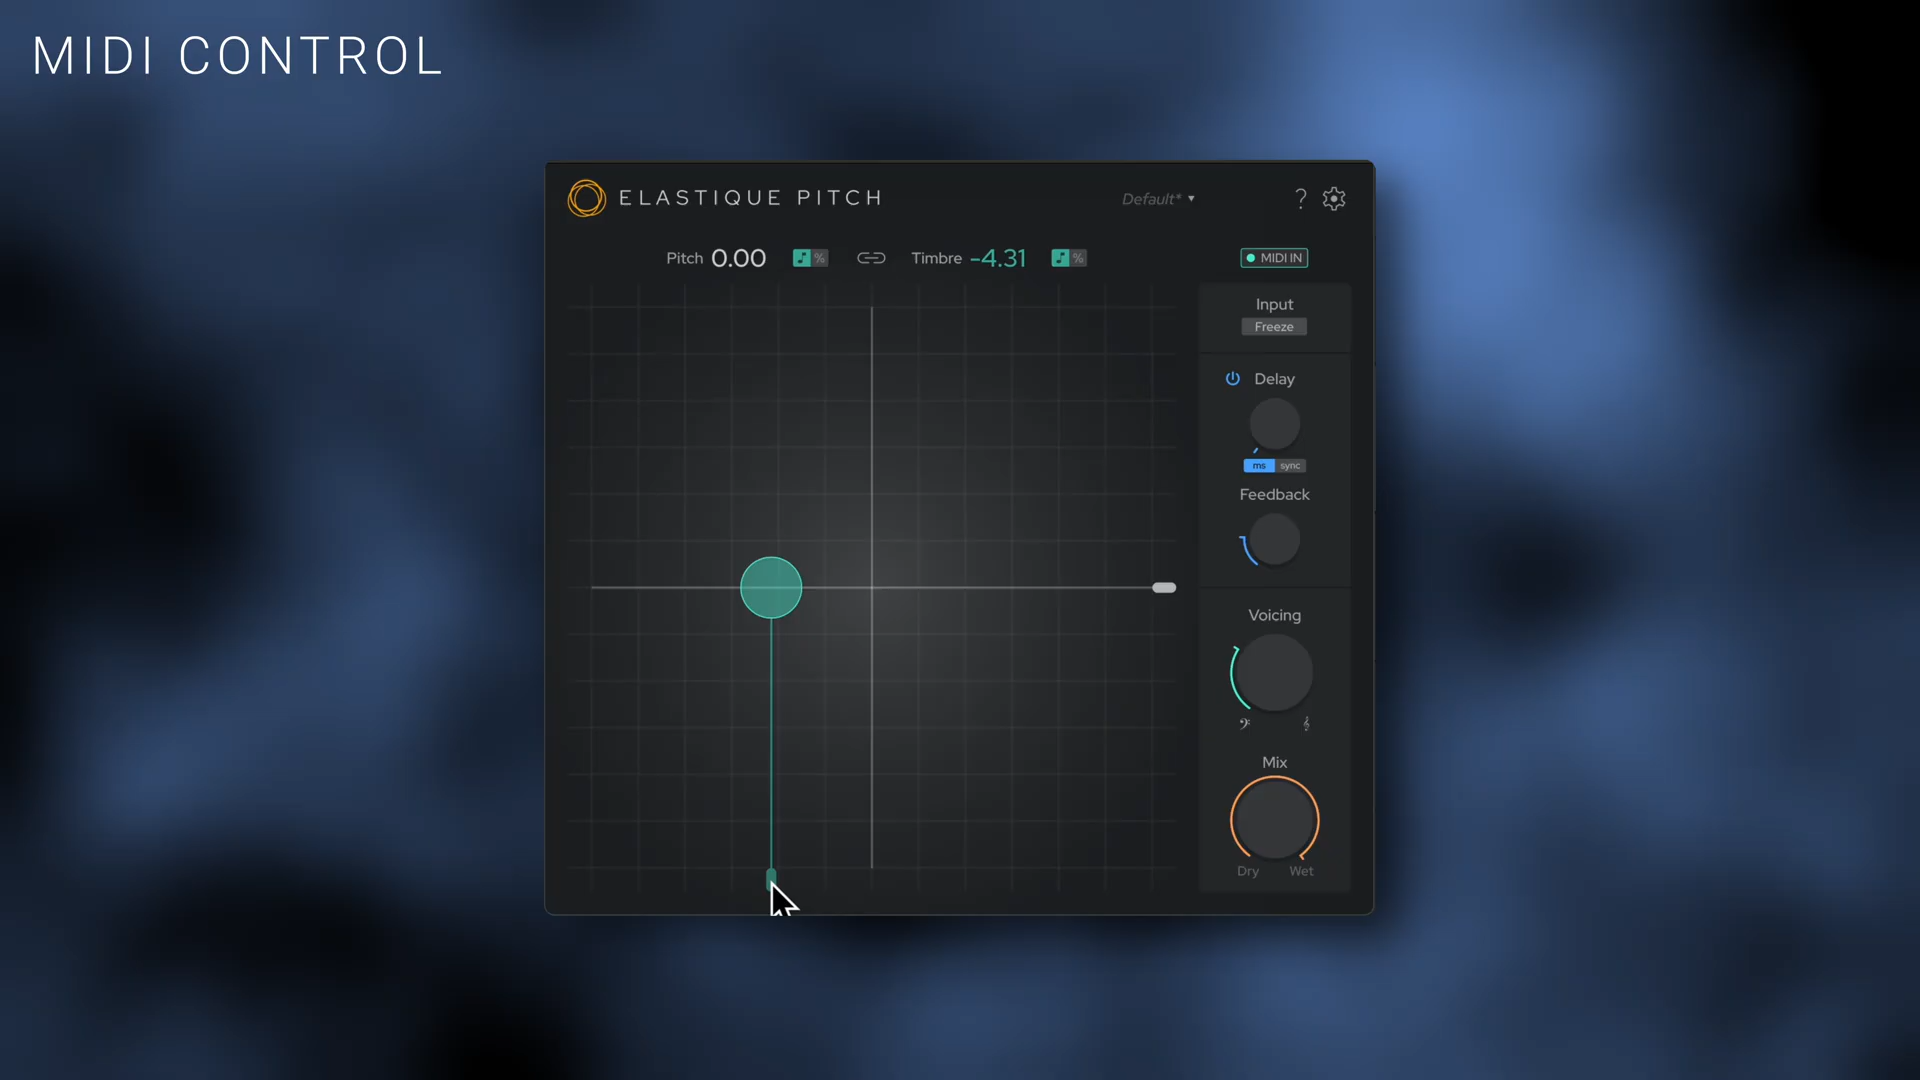 MIDI CONTROL
ELASTIQUE PITCH
Default*
?
Pitch 0.00 % Timbre -4.31 %
MIDI IN
Input
Freeze
Delay
ms sync
Feedback
Voicing
Mix
Dry Wet